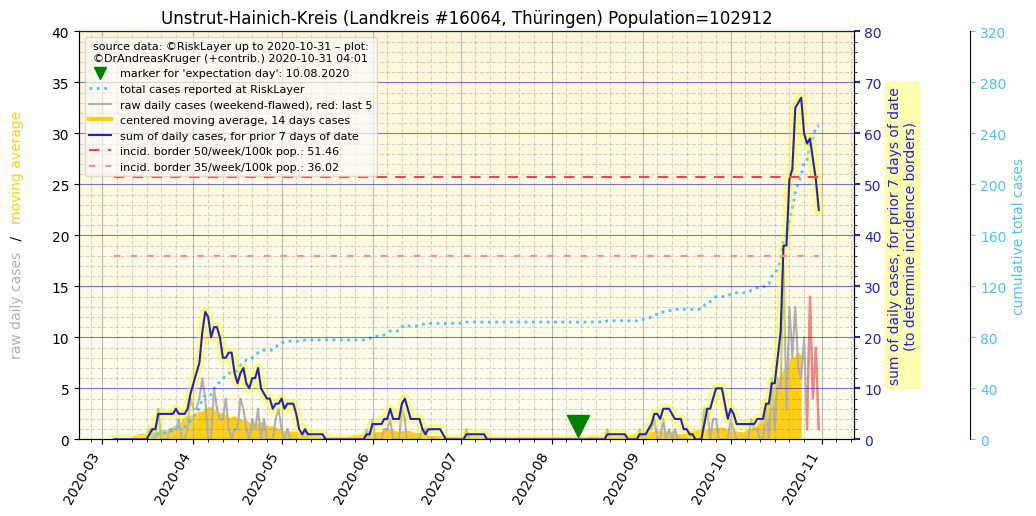 Unstrut-Hainich-Kreis (Landkreis #16064, Thüringen) Population=102912
source data: ©RiskLayer up to 2020-10-31 – plot:
©DrAndreasKruger (+contrib.) 2020-10-31 04:01
marker for 'expectation day': 10.08.2020
total cases reported at RiskLayer
raw daily cases (weekend-flawed), red: last 5
centered moving average, 14 days cases
sum of daily cases, for prior 7 days of date
incid. border 50/week/100k pop.: 51.46
incid. border 35/week/100k pop.: 36.02
raw daily cases / moving average
40
35
30
25
20
15
10
5
0
80
70
60
50
40
30
20
10
0
sum of daily cases, for prior 7 days of date
(to determine incidence borders)
320
280
240
200
160
120
80
40
0
cumulative total cases
2020-03
2020-04
2020-05
2020-06
2020-07
2020-08
2020-09
2020-10
2020-11